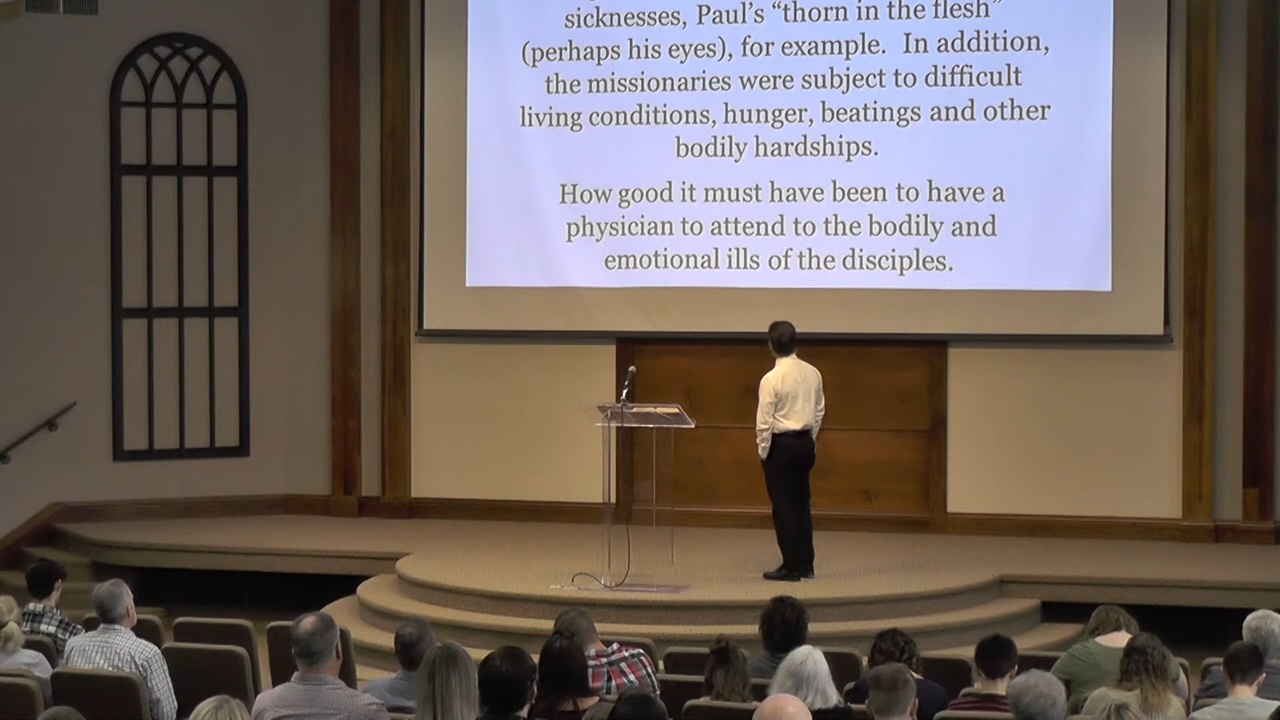 sicknesses, Paul's “thorn in the flesh”
(perhaps his eyes), for example. In addition,
the missionaries were subject to difficult
living conditions, hunger, beatings and other
bodily hardships.
How good it must have been to have a
physician to attend to the bodily and
emotional ills of the disciples.